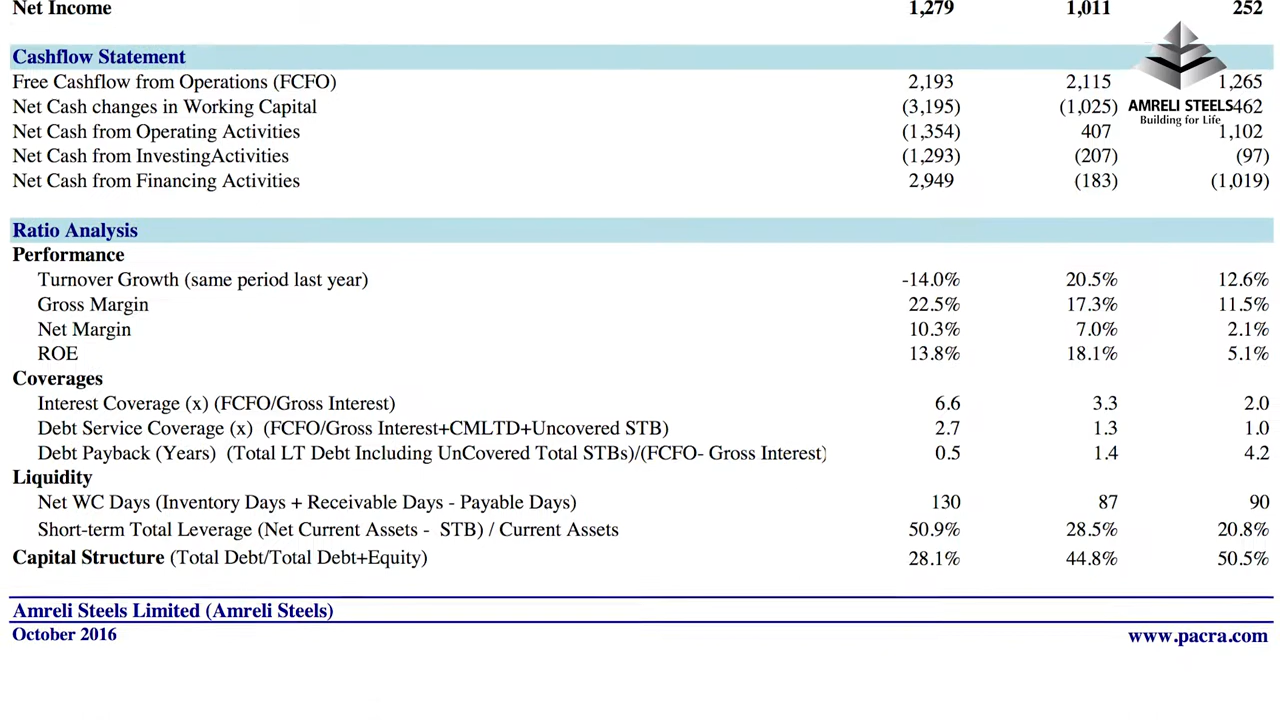 Net Income 1,279 1,011 252
Cashflow Statement
Free Cashflow from Operations (FCFO) 2,193 2,115 1,265
Net Cash changes in Working Capital (3,195) (1,025) 462
Net Cash from Operating Activities (1,354) 407 1,102
Net Cash from InvestingActivities (1,293) (207) (97)
Net Cash from Financing Activities 2,949 (183) (1,019)
AMRELI STEELS
Building for Life
Ratio Analysis
Performance
Turnover Growth (same period last year) -14.0% 20.5% 12.6%
Gross Margin 22.5% 17.3% 11.5%
Net Margin 10.3% 7.0% 2.1%
ROE 13.8% 18.1% 5.1%
Coverages
Interest Coverage (x) (FCFO/Gross Interest) 6.6 3.3 2.0
Debt Service Coverage (x) (FCFO/Gross Interest+CMLTD+Uncovered STB) 2.7 1.3 1.0
Debt Payback (Years) (Total LT Debt Including UnCovered Total STBs)/(FCFO- Gross Interest) 0.5 1.4 4.2
Liquidity
Net WC Days (Inventory Days + Receivable Days - Payable Days) 130 87 90
Short-term Total Leverage (Net Current Assets - STB) / Current Assets 50.9% 28.5% 20.8%
Capital Structure (Total Debt/Total Debt+Equity) 28.1% 44.8% 50.5%
Amreli Steels Limited (Amreli Steels)
October 2016 www.pacra.com